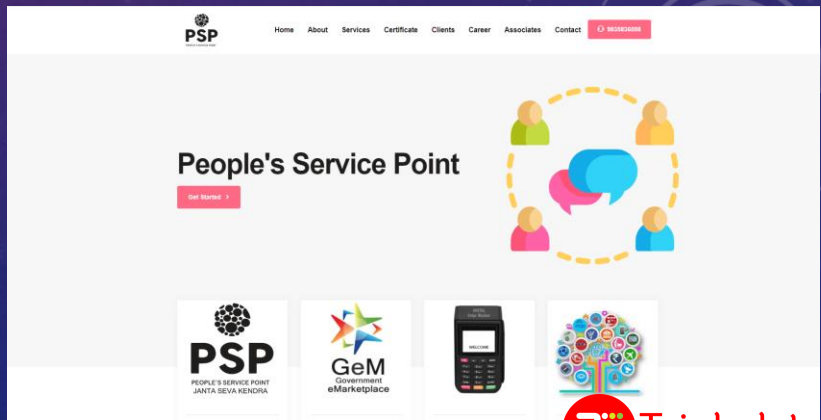 PSP
Home About Services Certificate Clients Career Associates Contact
People's Service Point
Get Started >
WELCOME
PSP
PEOPLE'S SERVICE POINT
JANTA SEVA KENDRA
GeM
Government
eMarketplace